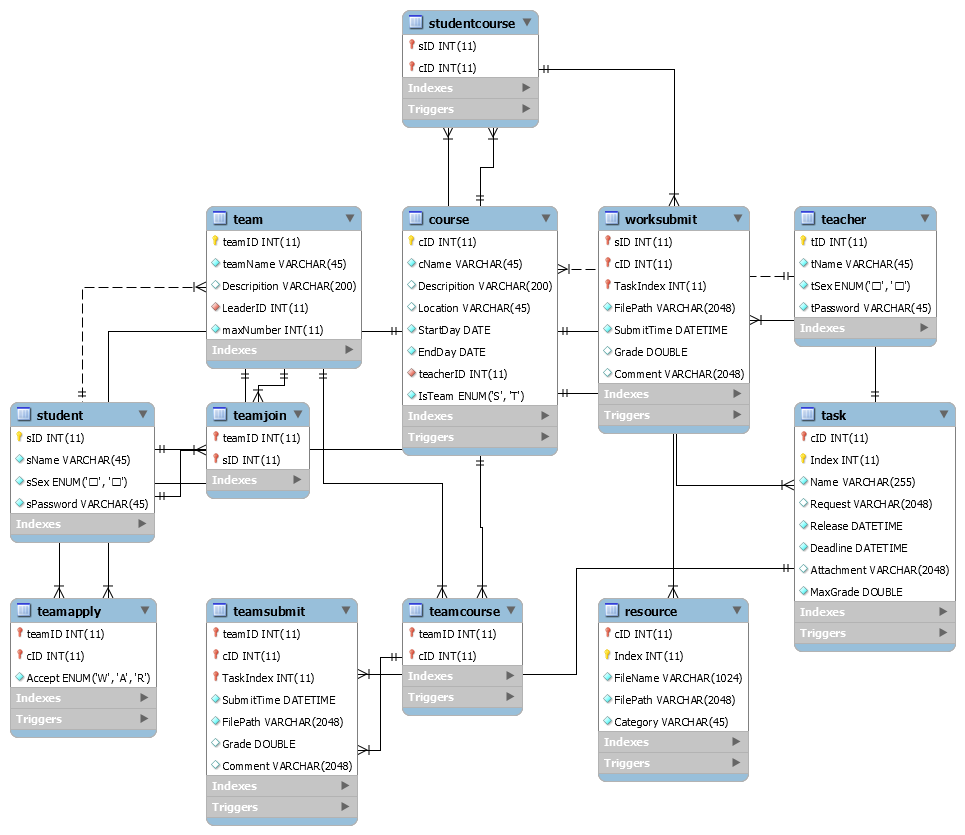 studentcourse
sID INT(11)
cID INT(11)
Indexes
Triggers
team
teamID INT(11)
teamName VARCHAR(45)
Descripition VARCHAR(200)
LeaderID INT(11)
maxNumber INT(11)
Indexes
course
cID INT(11)
cName VARCHAR(45)
Descripition VARCHAR(200)
Location VARCHAR(45)
StartDay DATE
EndDay DATE
teacherID INT(11)
IsTeam ENUM('S', 'T')
Indexes
Triggers
worksubmit
sID INT(11)
cID INT(11)
TaskIndex INT(11)
FilePath VARCHAR(2048)
SubmitTime DATETIME
Grade DOUBLE
Comment VARCHAR(2048)
Indexes
Triggers
teacher
tID INT(11)
tName VARCHAR(45)
tSex ENUM('□', '□')
tPassword VARCHAR(45)
Indexes
student
sID INT(11)
sName VARCHAR(45)
sSex ENUM('□', '□')
sPassword VARCHAR(45)
Indexes
teamjoin
teamID INT(11)
sID INT(11)
Indexes
task
cID INT(11)
Index INT(11)
Name VARCHAR(255)
Request VARCHAR(2048)
Release DATETIME
Deadline DATETIME
Attachment VARCHAR(2048)
MaxGrade DOUBLE
Indexes
Triggers
teamapply
teamID INT(11)
cID INT(11)
Accept ENUM('W', 'A', 'R')
Indexes
Triggers
teamsubmit
teamID INT(11)
cID INT(11)
TaskIndex INT(11)
SubmitTime DATETIME
FilePath VARCHAR(2048)
Grade DOUBLE
Comment VARCHAR(2048)
Indexes
Triggers
teamcourse
teamID INT(11)
cID INT(11)
Indexes
Triggers
resource
cID INT(11)
Index INT(11)
FileName VARCHAR(1024)
FilePath VARCHAR(2048)
Category VARCHAR(45)
Indexes
Triggers